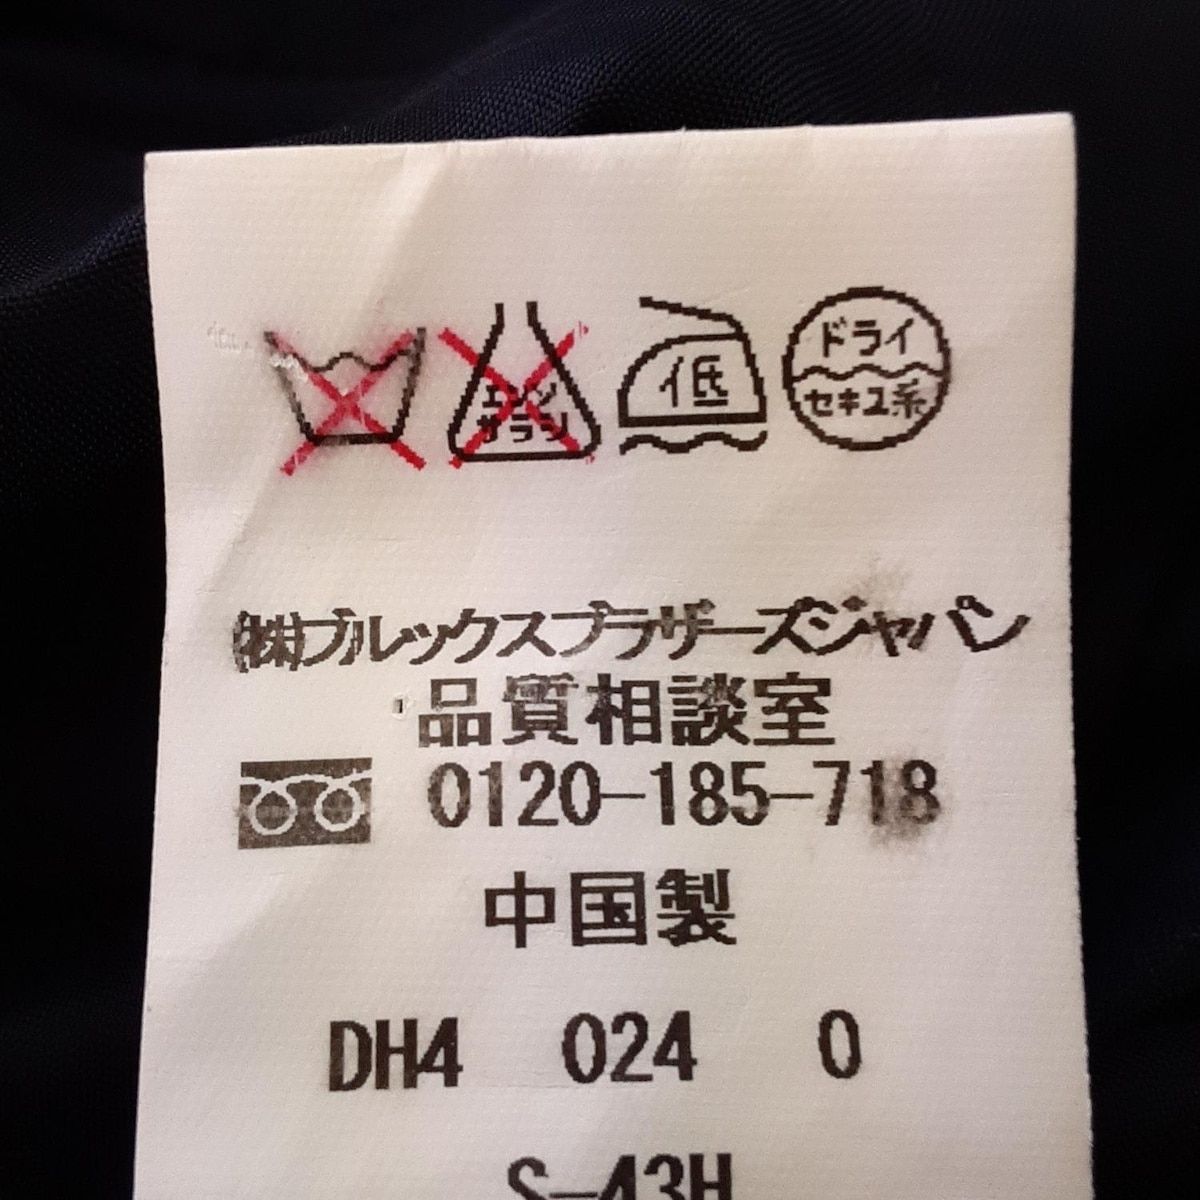 エンソ
サラシ
低
ドライ
セキユ系
(株)ブルックスブラザーズジャパン
品質相談室
0120-185-718
中国製
DH4 024 0
S-43H